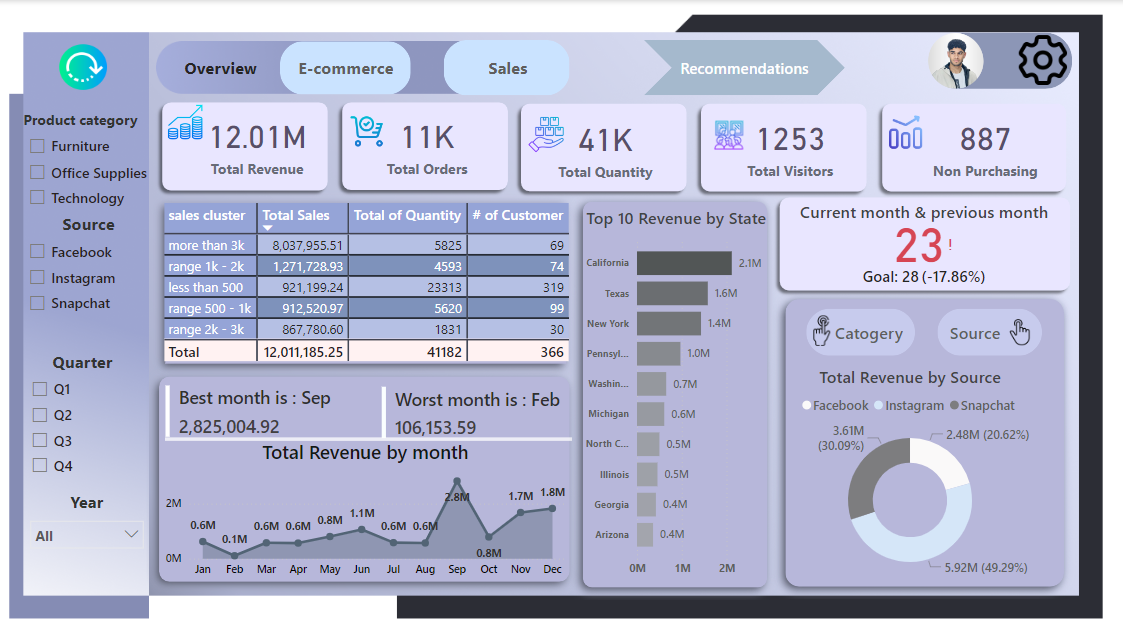 Overview
E-commerce
Sales
Recommendations
Product category
Furniture
Office Supplies
Technology
Source
Facebook
Instagram
Snapchat
Quarter
Q1
Q2
Q3
Q4
Year
All
12.01M
Total Revenue
11K
Total Orders
41K
Total Quantity
1253
Total Visitors
887
Non Purchasing
sales cluster Total Sales Total of Quantity # of Customer
more than 3k 8,037,955.51 5825 69
range 1k - 2k 1,271,728.93 4593 74
less than 500 921,199.24 23313 319
range 500 - 1k 912,520.97 5620 99
range 2k - 3k 867,780.60 1831 30
Total 12,011,185.25 41182 366
Best month is : Sep
2,825,004.92
Worst month is : Feb
106,153.59
Total Revenue by month
2M
0M
0.6M 0.1M 0.6M 0.6M 0.8M 1.1M 0.6M 0.6M 2.8M 0.8M 1.7M 1.8M
Jan Feb Mar Apr May Jun Jul Aug Sep Oct Nov Dec
Top 10 Revenue by State
California 2.1M
Texas 1.6M
New York 1.4M
Pennsyl... 1.0M
Washin... 0.7M
Michigan 0.6M
North C... 0.5M
Illinois 0.5M
Georgia 0.4M
Arizona 0.4M
0M 1M 2M
Current month & previous month
23!
Goal: 28 (-17.86%)
Catogery
Source
Total Revenue by Source
Facebook Instagram Snapchat
3.61M
(30.09%)
2.48M (20.62%)
5.92M (49.29%)